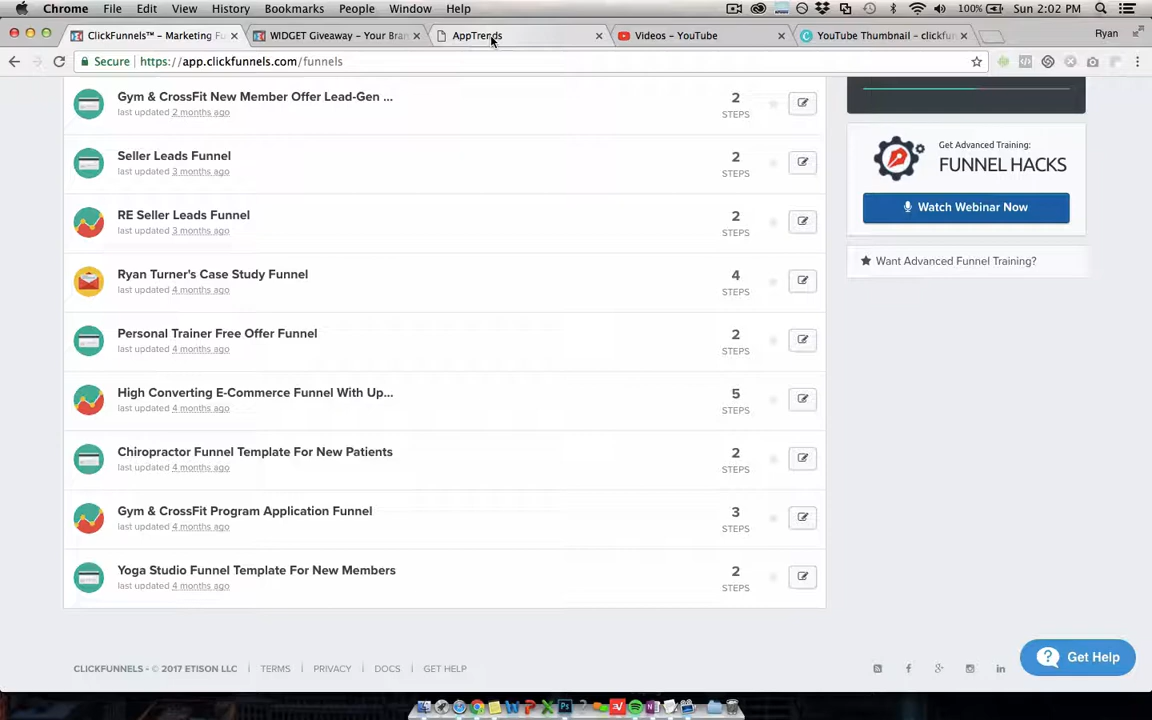 Chrome File Edit View History Bookmarks People Window Help 100% Sun 2:02 PM
ClickFunnels™ – Marketing Fu WIDGET Giveaway – Your Bran AppTrends Videos – YouTube YouTube Thumbnail – clickfun Ryan
Secure https://app.clickfunnels.com/funnels
Gym & CrossFit New Member Offer Lead-Gen ... 2
last updated 2 months ago STEPS
Seller Leads Funnel 2
last updated 3 months ago STEPS
RE Seller Leads Funnel 2
last updated 3 months ago STEPS
Ryan Turner's Case Study Funnel 4
last updated 4 months ago STEPS
Personal Trainer Free Offer Funnel 2
last updated 4 months ago STEPS
High Converting E-Commerce Funnel With Up... 5
last updated 4 months ago STEPS
Chiropractor Funnel Template For New Patients 2
last updated 4 months ago STEPS
Gym & CrossFit Program Application Funnel 3
last updated 4 months ago STEPS
Yoga Studio Funnel Template For New Members 2
last updated 4 months ago STEPS
Get Advanced Training:
FUNNEL HACKS
Watch Webinar Now
Want Advanced Funnel Training?
CLICKFUNNELS - © 2017 ETISON LLC | TERMS | PRIVACY | DOCS | GET HELP
Get Help